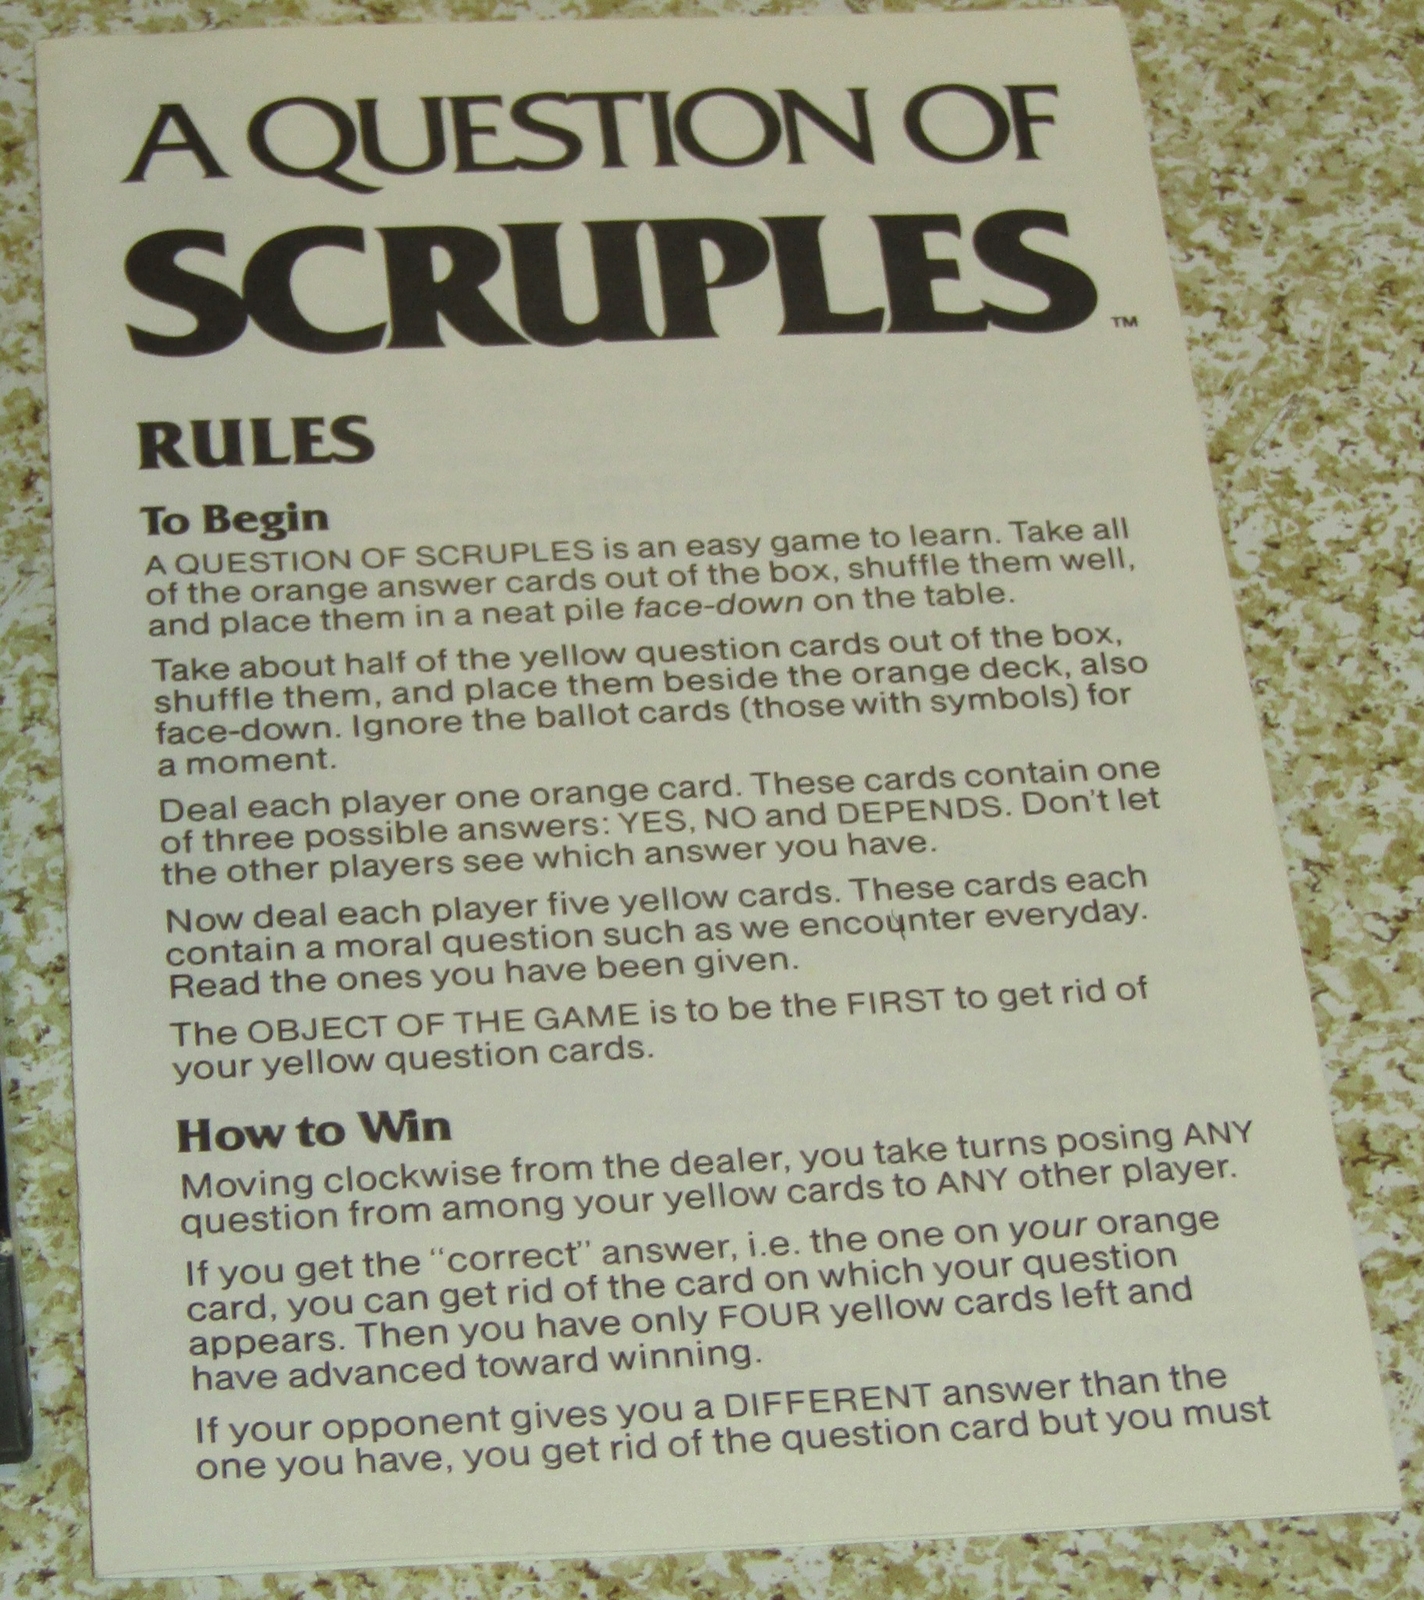 A QUESTION OF
SCRUPLES™
RULES
To Begin
A QUESTION OF SCRUPLES is an easy game to learn. Take all
of the orange answer cards out of the box, shuffle them well,
and place them in a neat pile face-down on the table.
Take about half of the yellow question cards out of the box,
shuffle them, and place them beside the orange deck, also
face-down. Ignore the ballot cards (those with symbols) for
a moment.
Deal each player one orange card. These cards contain one
of three possible answers: YES, NO and DEPENDS. Don't let
the other players see which answer you have.
Now deal each player five yellow cards. These cards each
contain a moral question such as we encounter everyday.
Read the ones you have been given.
The OBJECT OF THE GAME is to be the FIRST to get rid of
your yellow question cards.
How to Win
Moving clockwise from the dealer, you take turns posing ANY
question from among your yellow cards to ANY other player.
If you get the "correct" answer, i.e. the one on your orange
card, you can get rid of the card on which your question
appears. Then you have only FOUR yellow cards left and
have advanced toward winning.
If your opponent gives you a DIFFERENT answer than the
one you have, you get rid of the question card but you must